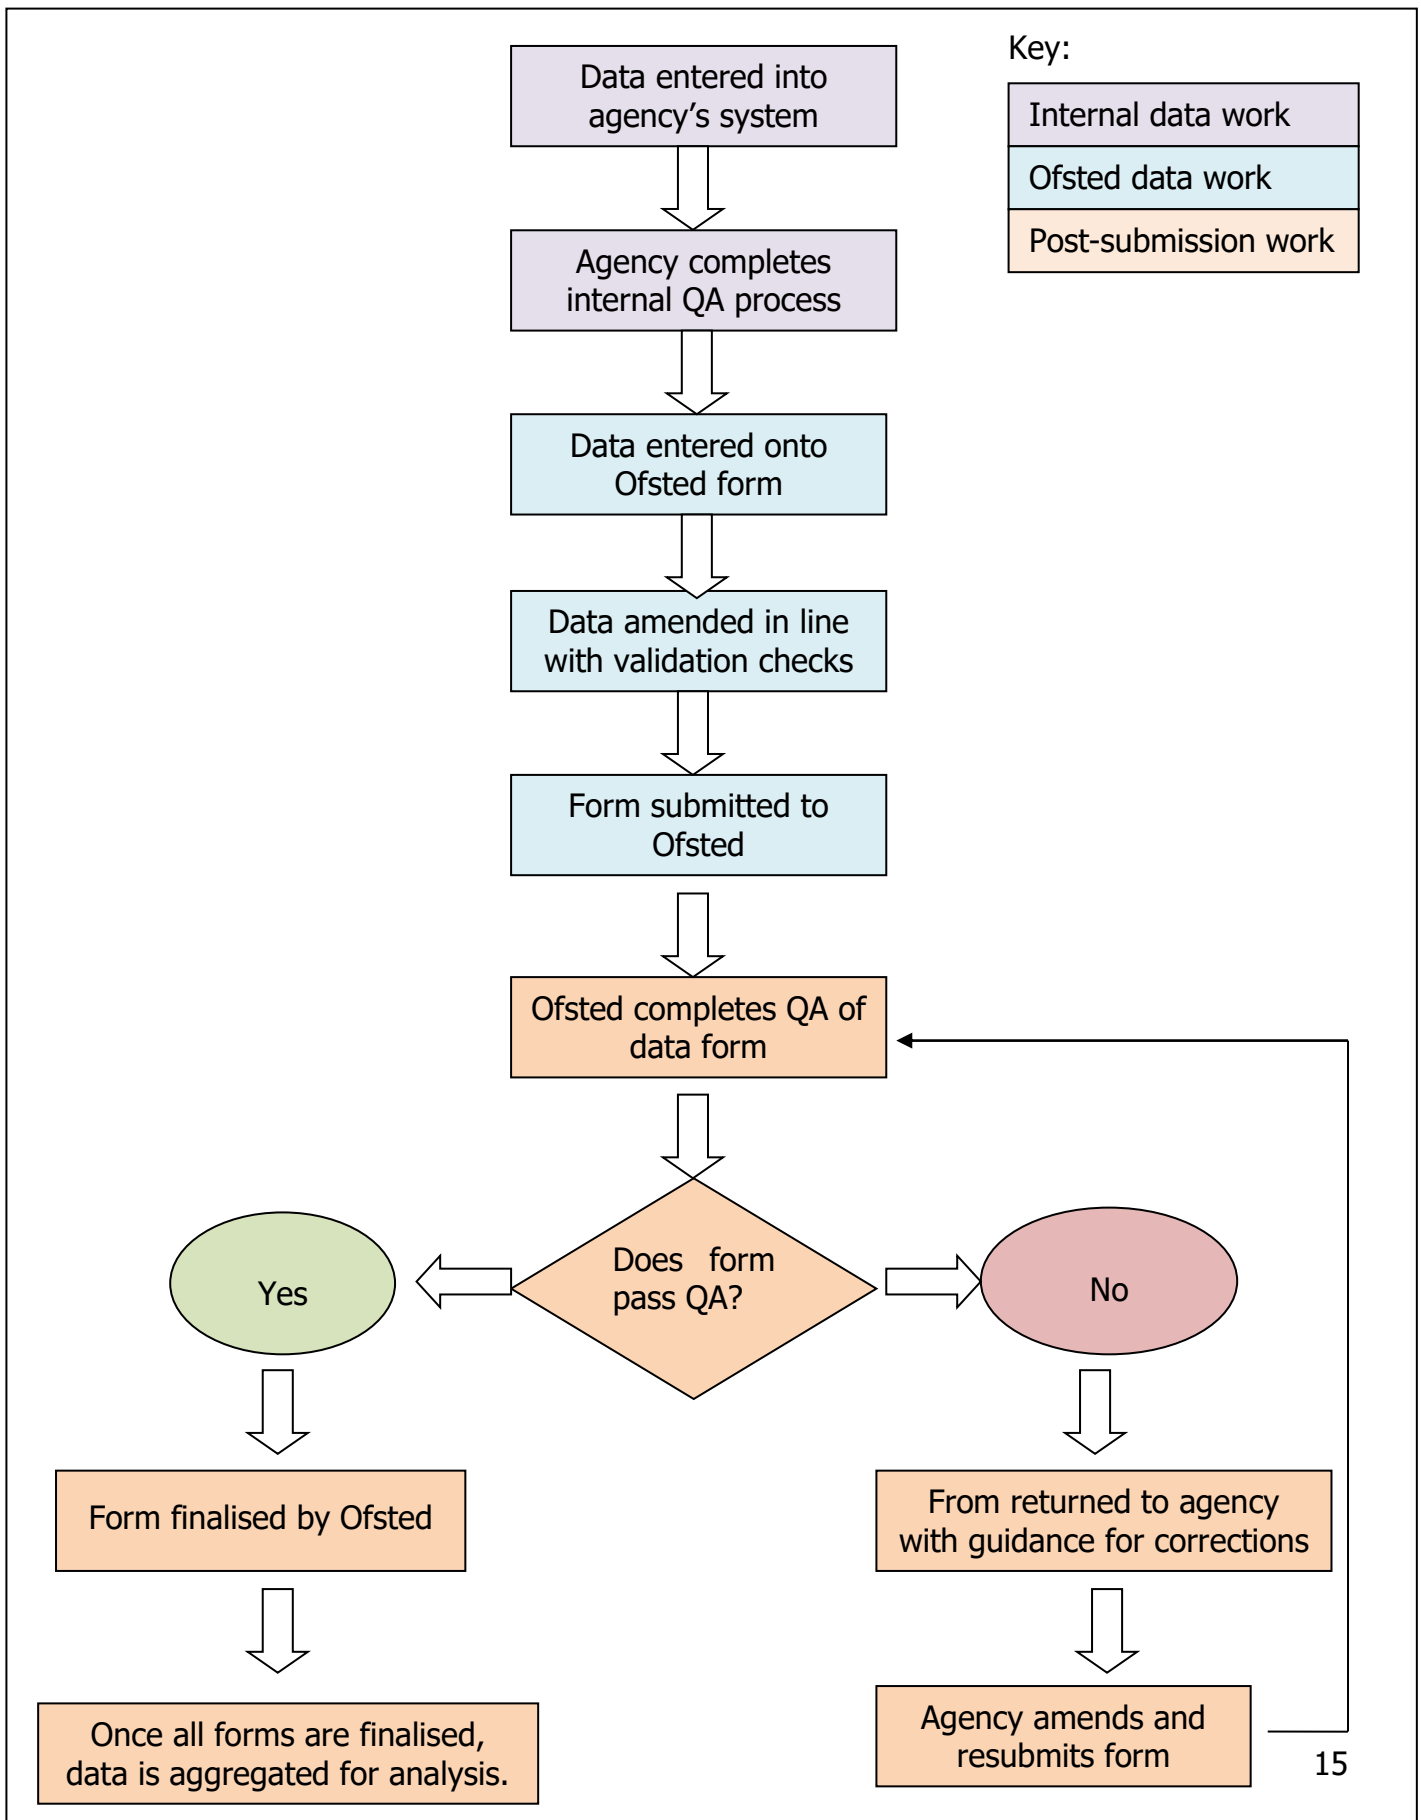 Data entered into
agency’s system
Key:
Internal data work
Ofsted data work
Post-submission work
Agency completes
internal QA process
Data entered onto
Ofsted form
Data amended in line
with validation checks
Form submitted to
Ofsted
Ofsted completes QA of
data form
Does form
pass QA?
Yes
No
Form finalised by Ofsted
From returned to agency
with guidance for corrections
Once all forms are finalised,
data is aggregated for analysis.
Agency amends and
resubmits form
15